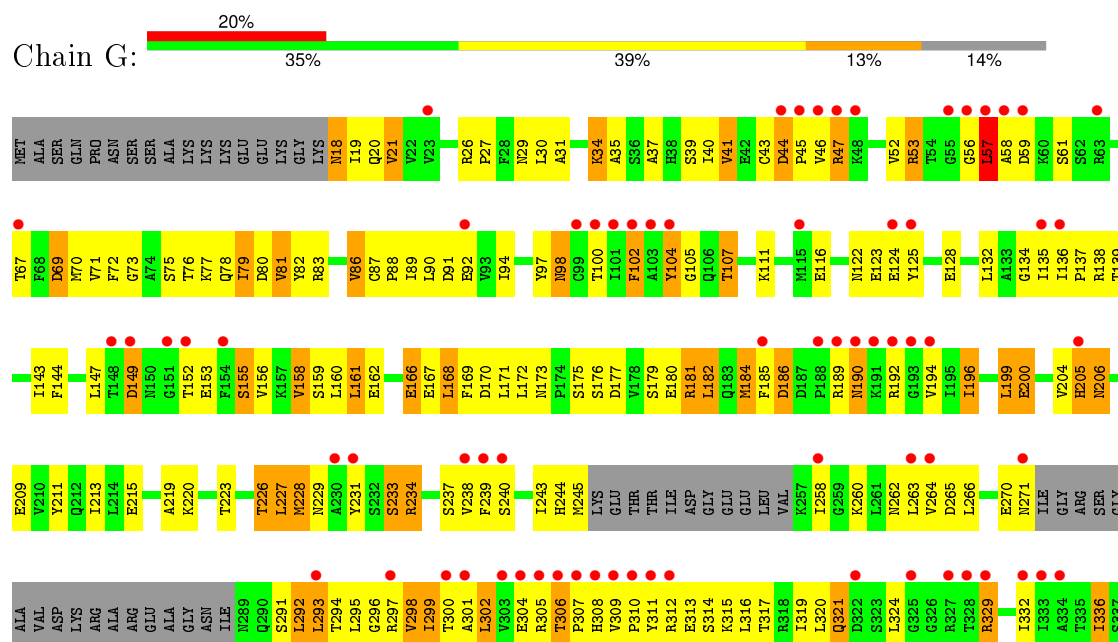 20%
Chain G:
35% 39% 13% 14%
MET ALA SER GLN PRO ASN SER SER ALA LYS LYS LYS GLU GLU LYS GLY LYS N18 I19 Q20 V21 V22 V23 R26 P27 F28 N29 L30 A31 K34 A35 S36 A37 H38 S39 I40 V41 E42 C43 D44 P45 V46 R47 K48 V52 R53 T54 G55 G56 L57 A58 D59 K60 S61 S62 R63
T67 F68 D69 M70 V71 F72 G73 A74 S75 T76 K77 Q78 I79 D80 V81 Y82 R83 V86 C87 P88 I89 L90 D91 E92 V93 I94 Y97 N98 C99 T100 I101 F102 A103 Y104 G105 Q106 T107 K111 M115 E116 N122 E123 E124 Y125 E128 L132 A133 G134 I135 I136 P137 R138 T139
I143 F144 L147 T148 D149 N150 G151 T152 E153 F154 S155 V156 K157 V158 S159 L160 L161 E162 E166 E167 L168 F169 D170 L171 L172 N173 P174 S175 S176 D177 V178 S179 E180 R181 L182 Q183 M184 F185 D186 D187 P188 R189 N190 K191 R192 G193 V194 I195 I196 L199 E200 V204 H205 N206
E209 V210 Y211 Q212 I213 L214 E215 A219 K220 T223 T226 L227 M228 N229 A230 Y231 S232 S233 R234 S237 V238 F239 S240 I243 H244 M245 LYS GLU THR THR ILE ASP GLY GLU GLU LEU VAL K257 I258 G259 K260 L261 N262 L263 V264 D265 L266 E270 N271 ILE GLY ARG SER GLY
ALA VAL ASP LYS ARG ALA ARG GLU ALA GLY ASN ILE N289 Q290 S291 L292 L293 T294 L295 G296 R297 V298 I299 T300 A301 L302 V303 E304 R305 T306 P307 H308 V309 P310 Y311 R312 E313 S314 K315 L316 T317 R318 I319 L320 Q321 D322 S323 L324 G325 G326 R327 T328 R329 I332 I333 A334 T335 I336